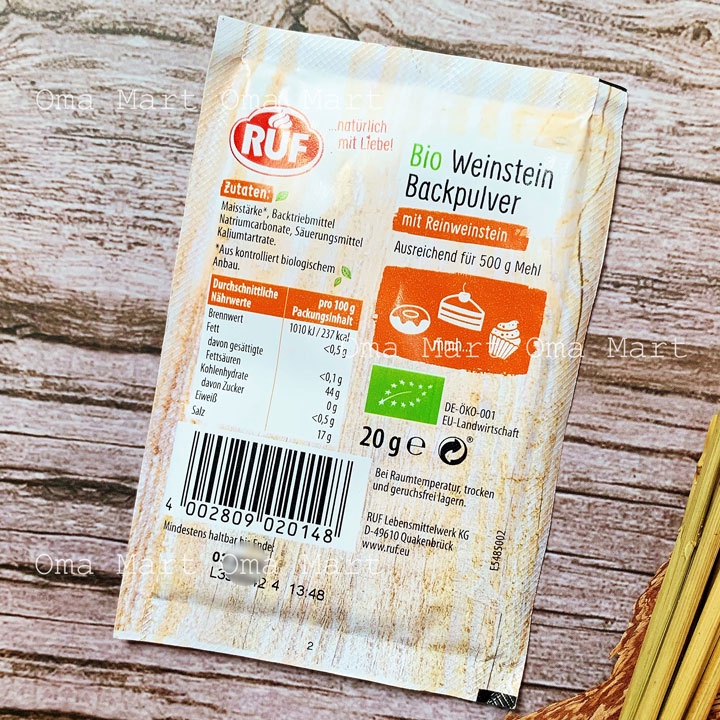 Oma Mart Oma Mart
RUF
...natürlich
mit Liebe!
Bio Weinstein
Backpulver
mit Reinweinstein
Ausreichend für 500 g Mehl
Zutaten:
Maisstärke*, Backtriebmittel
Natriumcarbonate, Säuerungsmittel
Kaliumtartrate.
*Aus kontrolliert biologischem
Anbau.
Durchschnittliche
Nährwerte
pro 100 g
Packungsinhalt
Brennwert 1010 kJ / 237 kcal
Fett <0,5 g
davon gesättigte
Fettsäuren <0,1 g
Kohlenhydrate 44 g
davon Zucker 0 g
Eiweiß <0,5 g
Salz 17 g
Oma Mart Oma Mart
DE-ÖKO-001
EU-Landwirtschaft
20 g e
Bei Raumtemperatur, trocken
und geruchsfrei lagern.
RUF Lebensmittelwerk KG
D-49610 Quakenbrück
www.ruf.eu
E5485002
4 002809 020148
Mindestens haltbar bis Ende:
13:48
Oma Mart Oma Mart
2